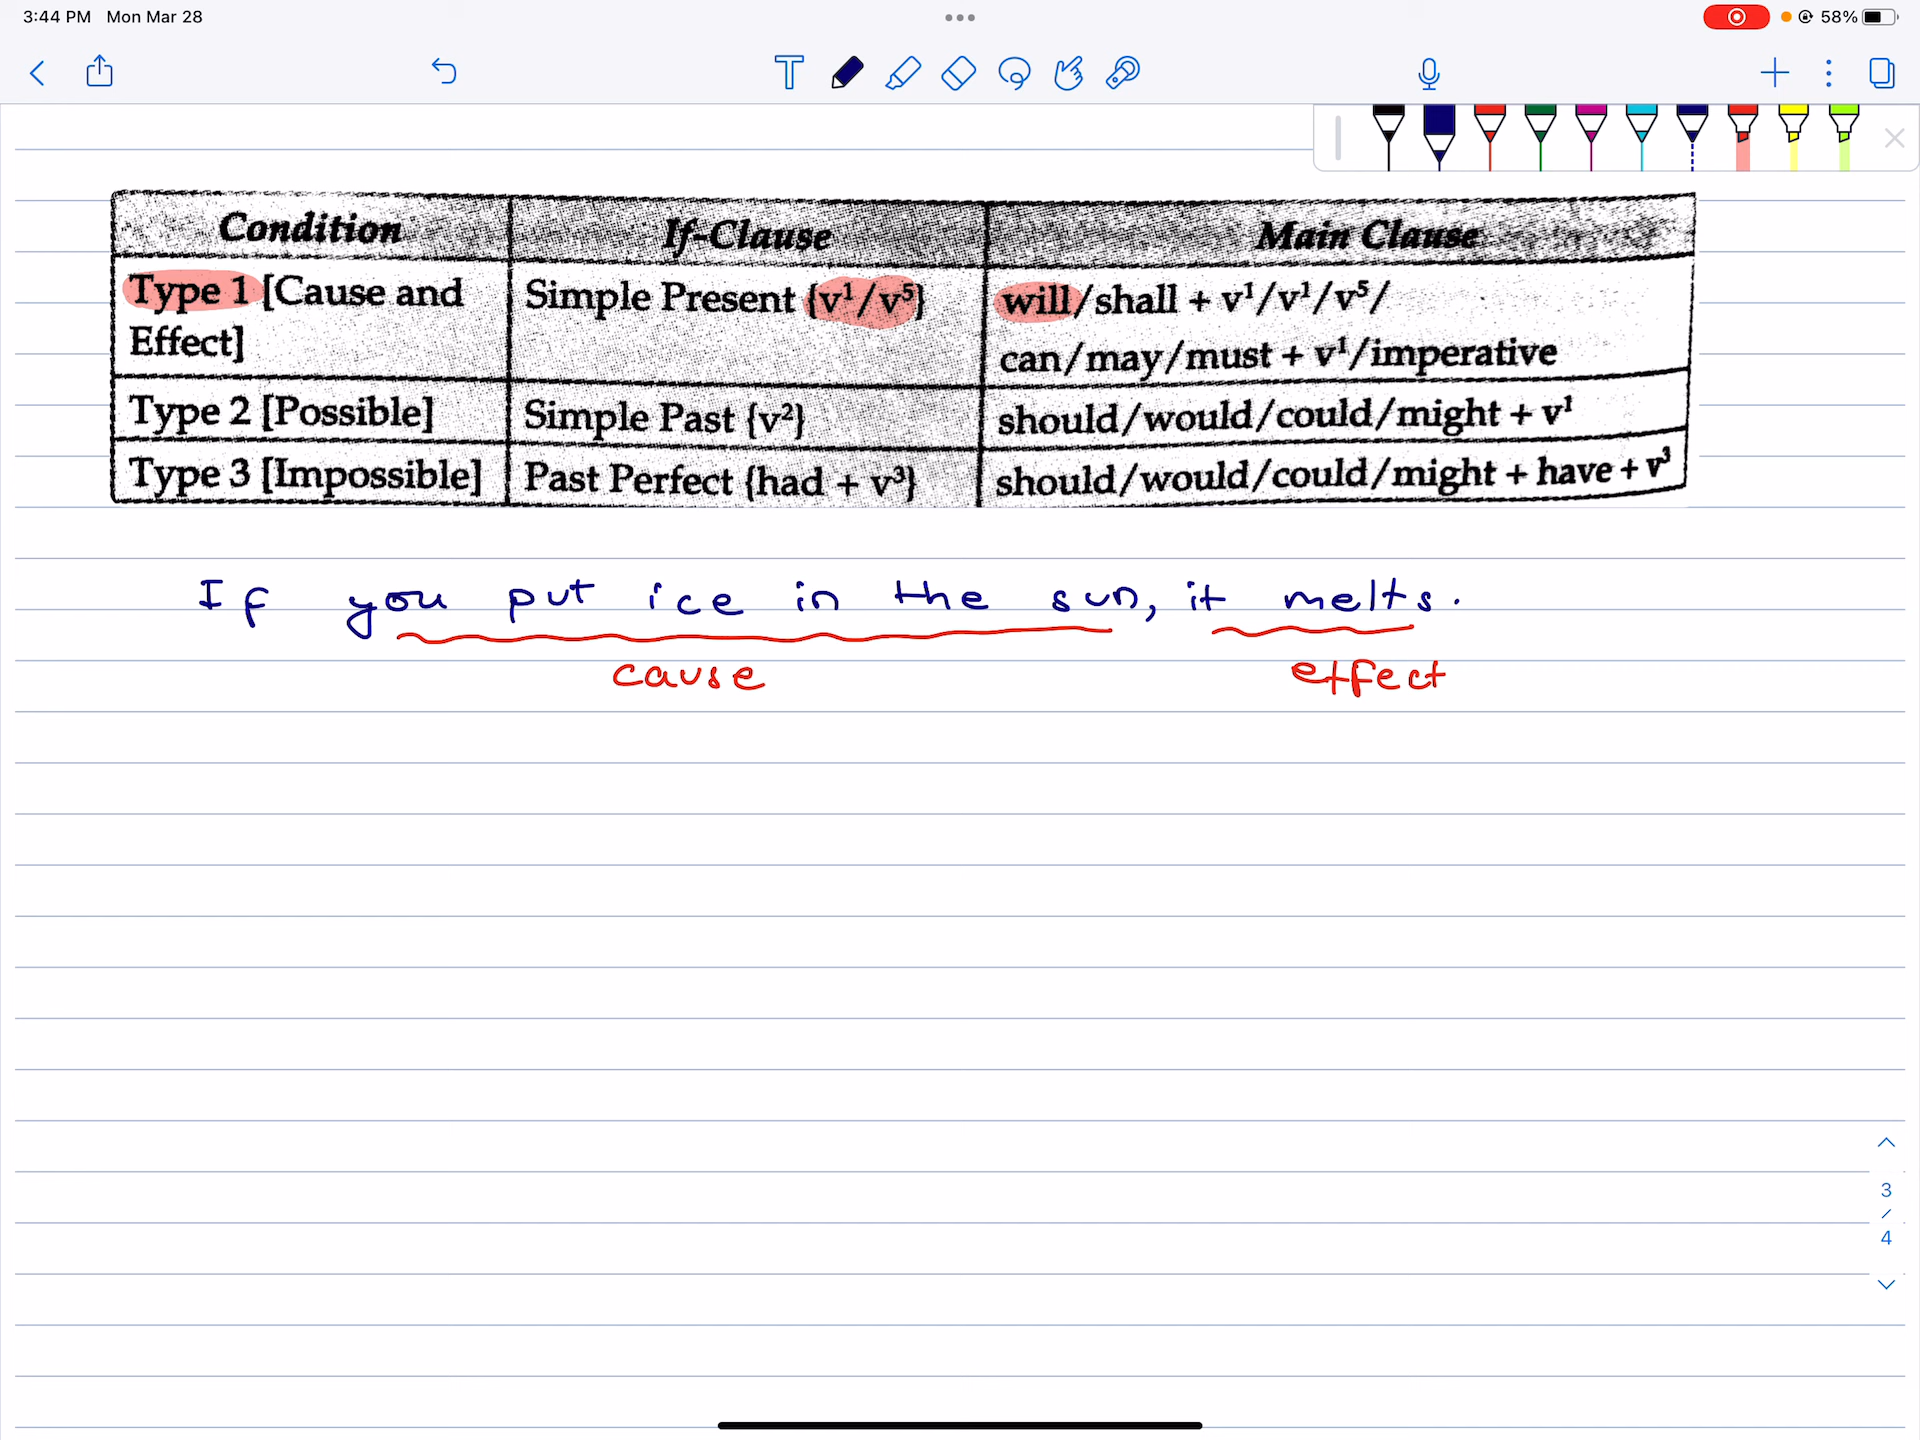 3:44 PM Mon Mar 28
58%
Condition If-Clause Main Clause
Type 1 [Cause and Effect] Simple Present {v¹/v⁵} will/shall + v¹/v¹/v⁵/
can/may/must + v¹/imperative
Type 2 [Possible] Simple Past {v²} should/would/could/might + v¹
Type 3 [Impossible] Past Perfect {had + v³} should/would/could/might + have + v³
If you put ice in the sun, it melts.
cause effect
3
/
4